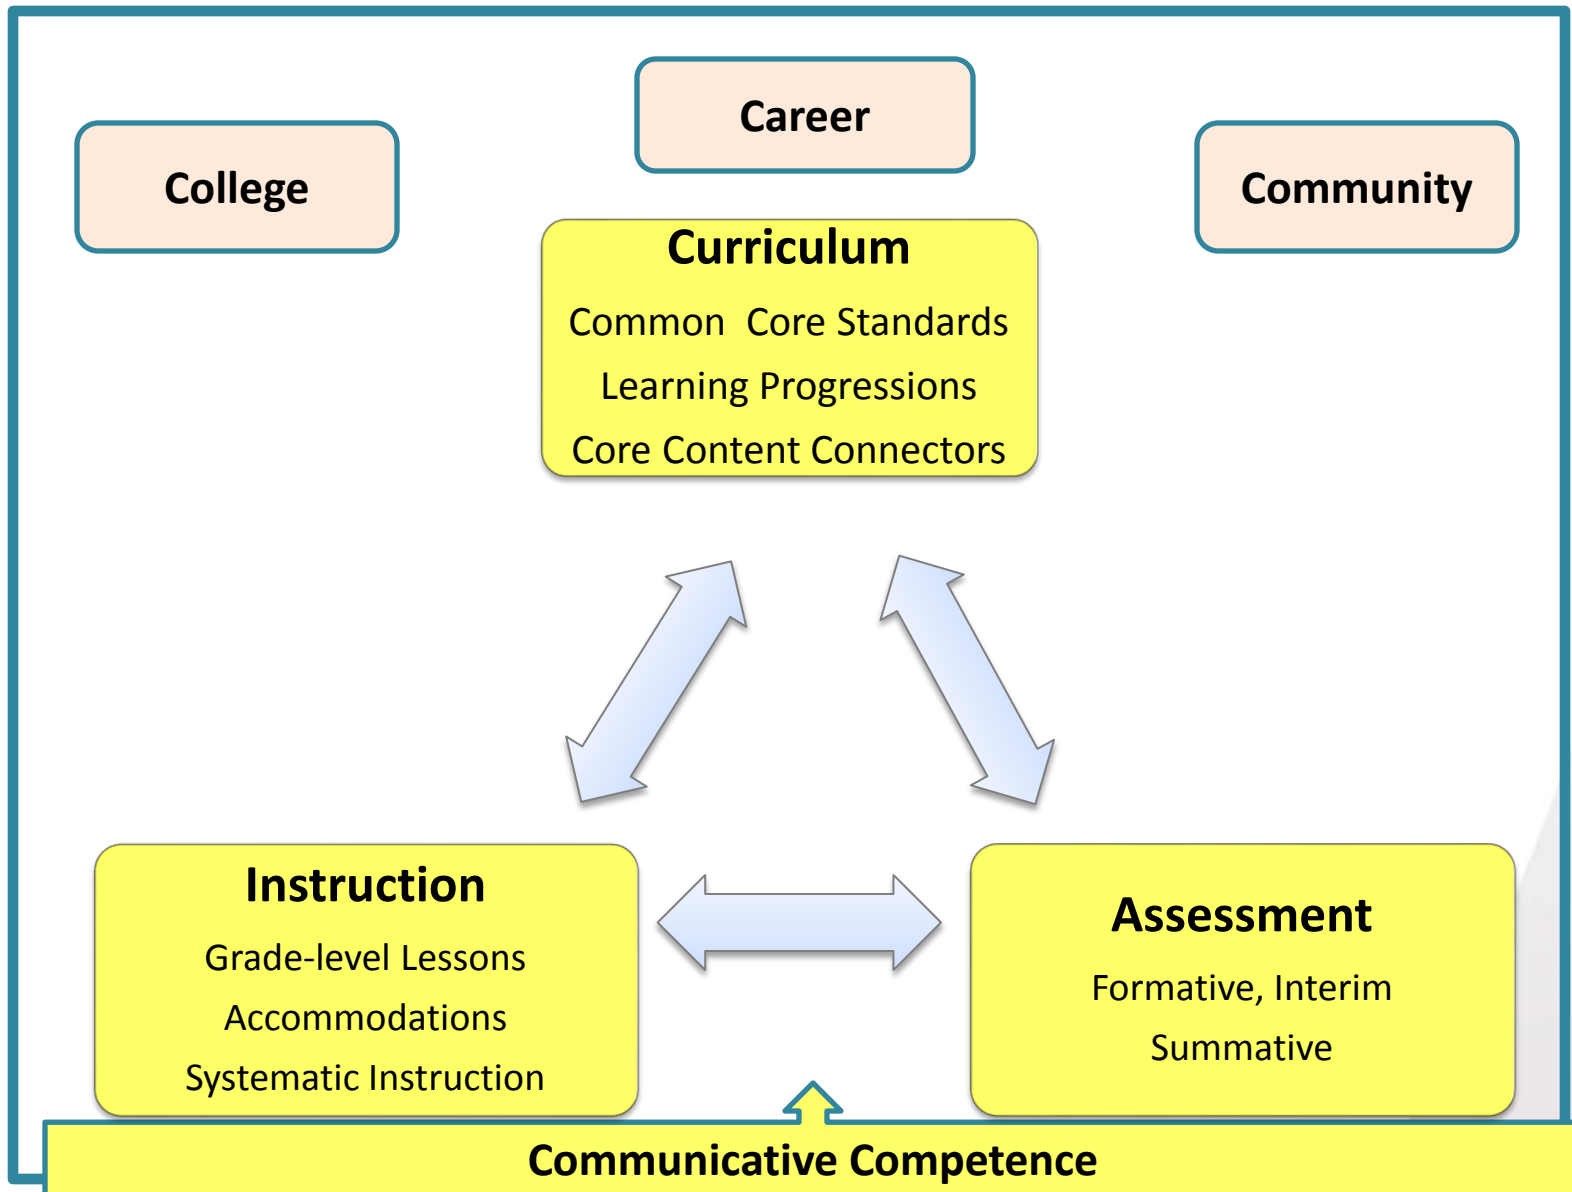 Career
College
Community
Curriculum
Common  Core Standards
Learning Progressions
Core Content Connectors
Instruction
Grade-level Lessons
Accommodations
Systematic Instruction
Assessment
Formative, Interim
Summative
Communicative Competence